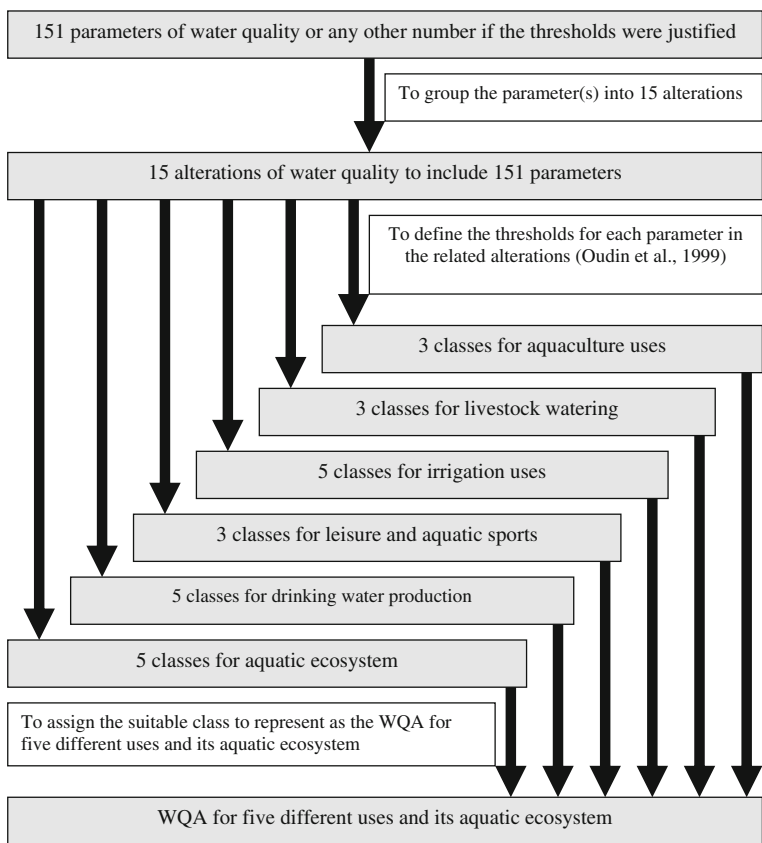 151 parameters of water quality or any other number if the thresholds were justified
To group the parameter(s) into 15 alterations
15 alterations of water quality to include 151 parameters
To define the thresholds for each parameter in
the related alterations (Oudin et al., 1999)
3 classes for aquaculture uses
3 classes for livestock watering
5 classes for irrigation uses
3 classes for leisure and aquatic sports
5 classes for drinking water production
5 classes for aquatic ecosystem
To assign the suitable class to represent as the WQA for
five different uses and its aquatic ecosystem
WQA for five different uses and its aquatic ecosystem